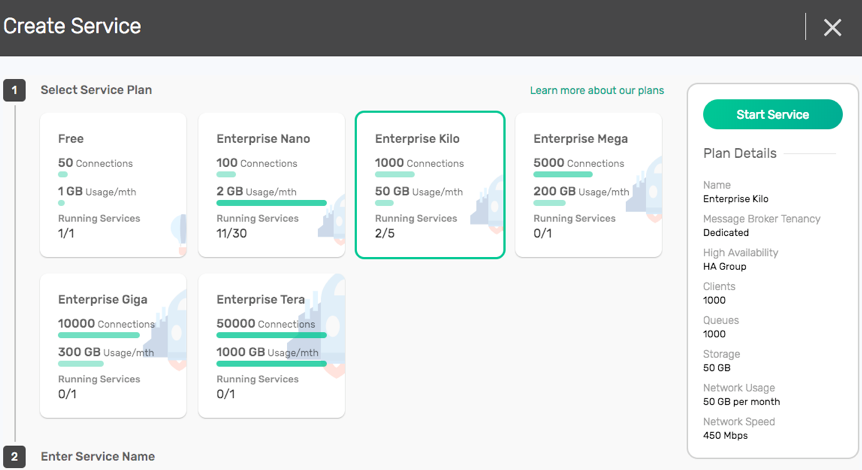 Create Service
1 Select Service Plan
Learn more about our plans
Free
50 Connections
1 GB Usage/mth
Running Services
1/1
Enterprise Nano
100 Connections
2 GB Usage/mth
Running Services
11/30
Enterprise Kilo
1000 Connections
50 GB Usage/mth
Running Services
2/5
Enterprise Mega
5000 Connections
200 GB Usage/mth
Running Services
0/1
Enterprise Giga
10000 Connections
300 GB Usage/mth
Running Services
0/1
Enterprise Tera
50000 Connections
1000 GB Usage/mth
Running Services
0/1
2 Enter Service Name
Start Service
Plan Details
Name
Enterprise Kilo
Message Broker Tenancy
Dedicated
High Availability
HA Group
Clients
1000
Queues
1000
Storage
50 GB
Network Usage
50 GB per month
Network Speed
450 Mbps